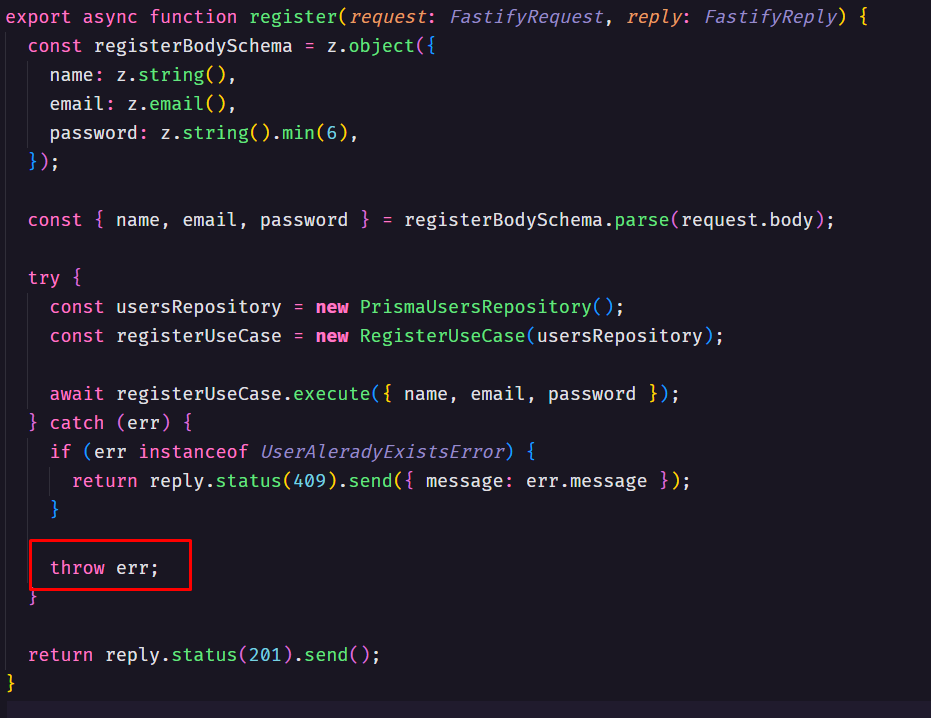 export async function register(request: FastifyRequest, reply: FastifyReply) {
const registerBodySchema = z.object({
name: z.string(),
email: z.email(),
password: z.string().min(6),
});
const { name, email, password } = registerBodySchema.parse(request.body);
try {
const usersRepository = new PrismaUsersRepository();
const registerUseCase = new RegisterUseCase(usersRepository);
await registerUseCase.execute({ name, email, password });
} catch (err) {
if (err instanceof UserAleradyExistsError) {
return reply.status(409).send({ message: err.message });
}
throw err;
}
return reply.status(201).send();
}